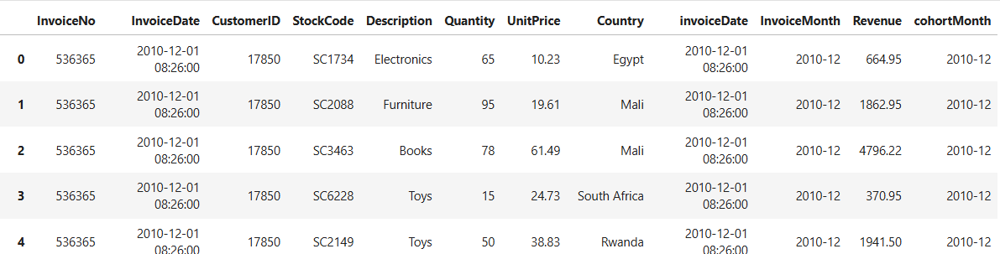 InvoiceNo InvoiceDate CustomerID StockCode Description Quantity UnitPrice Country invoiceDate InvoiceMonth Revenue cohortMonth
0 536365 2010-12-01 08:26:00 17850 SC1734 Electronics 65 10.23 Egypt 2010-12-01 08:26:00 2010-12 664.95 2010-12
1 536365 2010-12-01 08:26:00 17850 SC2088 Furniture 95 19.61 Mali 2010-12-01 08:26:00 2010-12 1862.95 2010-12
2 536365 2010-12-01 08:26:00 17850 SC3463 Books 78 61.49 Mali 2010-12-01 08:26:00 2010-12 4796.22 2010-12
3 536365 2010-12-01 08:26:00 17850 SC6228 Toys 15 24.73 South Africa 2010-12-01 08:26:00 2010-12 370.95 2010-12
4 536365 2010-12-01 08:26:00 17850 SC2149 Toys 50 38.83 Rwanda 2010-12-01 08:26:00 2010-12 1941.50 2010-12